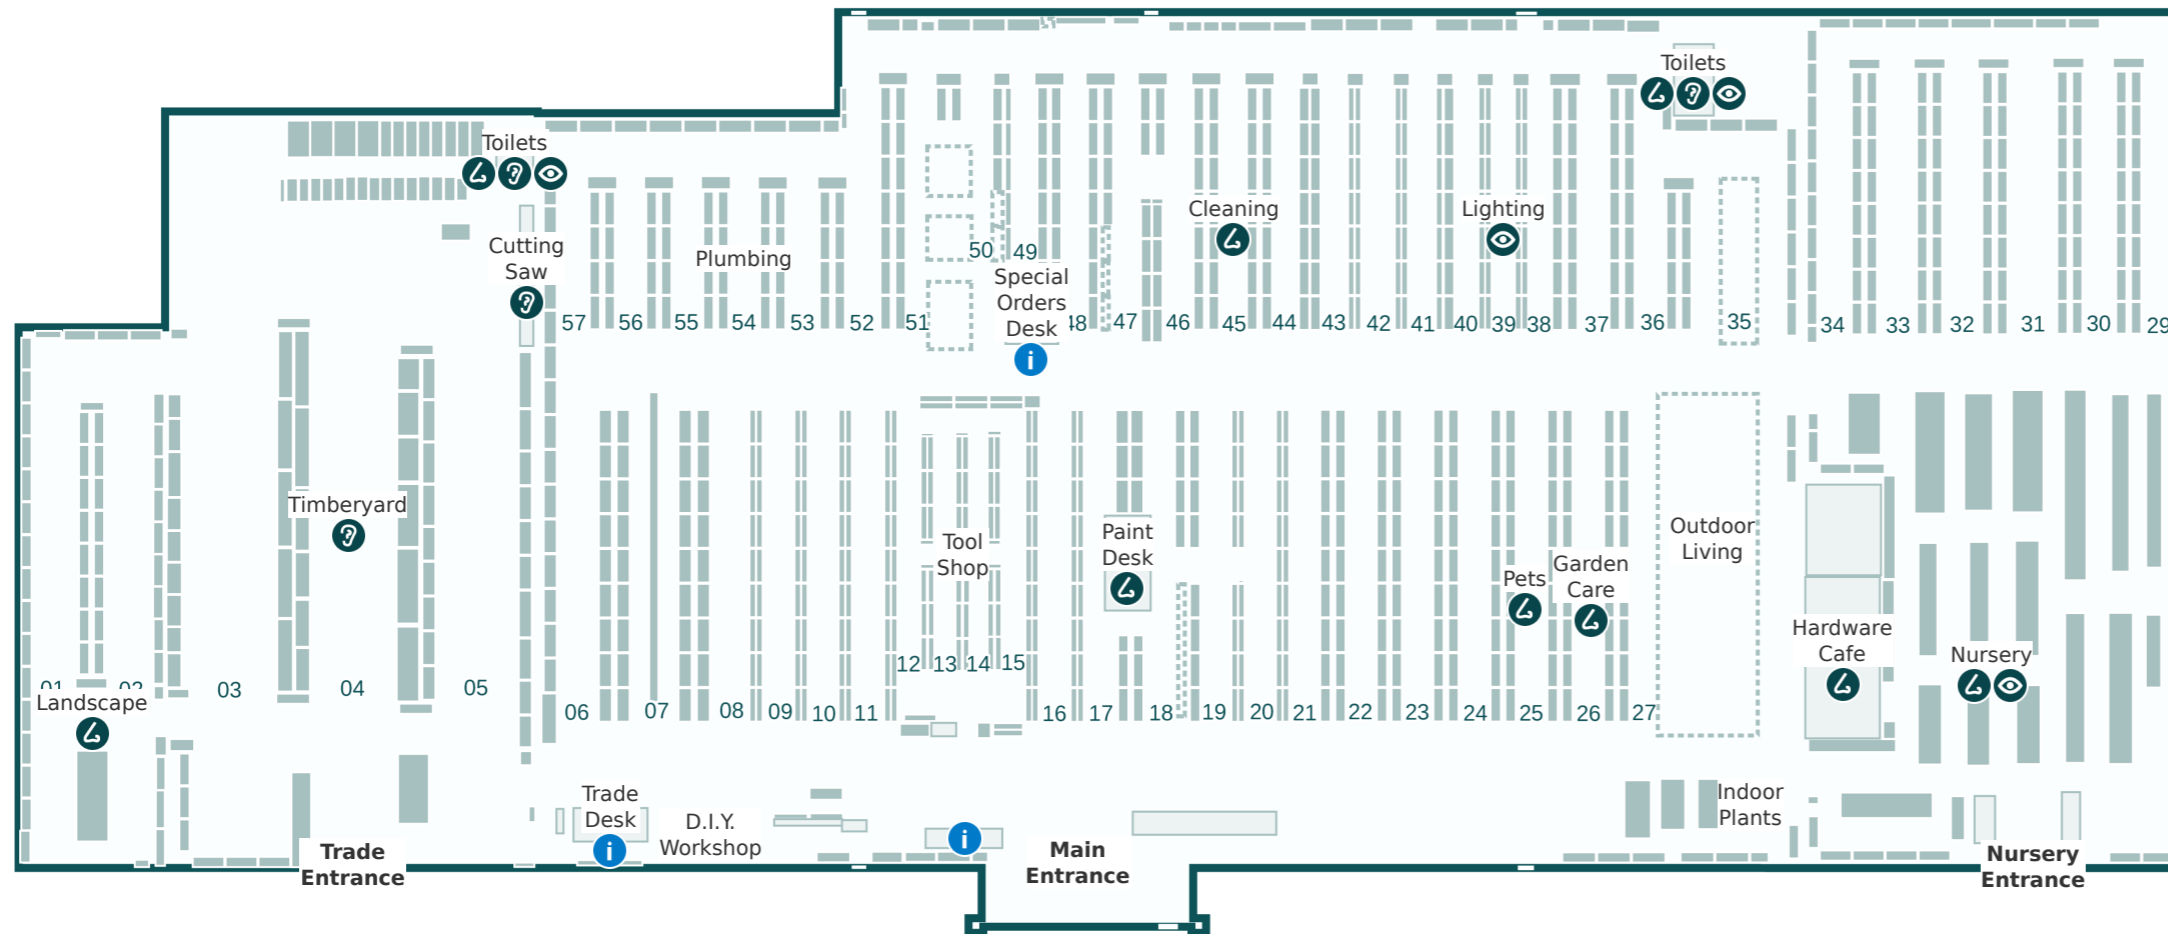 Toilets
Toilets
Cutting
Saw
Plumbing
Cleaning
Lighting
50
49
Special
Orders
Desk
57
56
55
54
53
52
51
48
47
46
45
44
43
42
41
40
39
38
37
36
35
34
33
32
31
30
29
Timberyard
Tool
Shop
Paint
Desk
Pets
Garden
Care
Outdoor
Living
Hardware
Cafe
Nursery
01
02
03
04
05
Landscape
06
07
08
09
10
11
12
13
14
15
16
17
18
19
20
21
22
23
24
25
26
27
Trade
Desk
D.I.Y.
Workshop
Indoor
Plants
Trade
Entrance
Main
Entrance
Nursery
Entrance